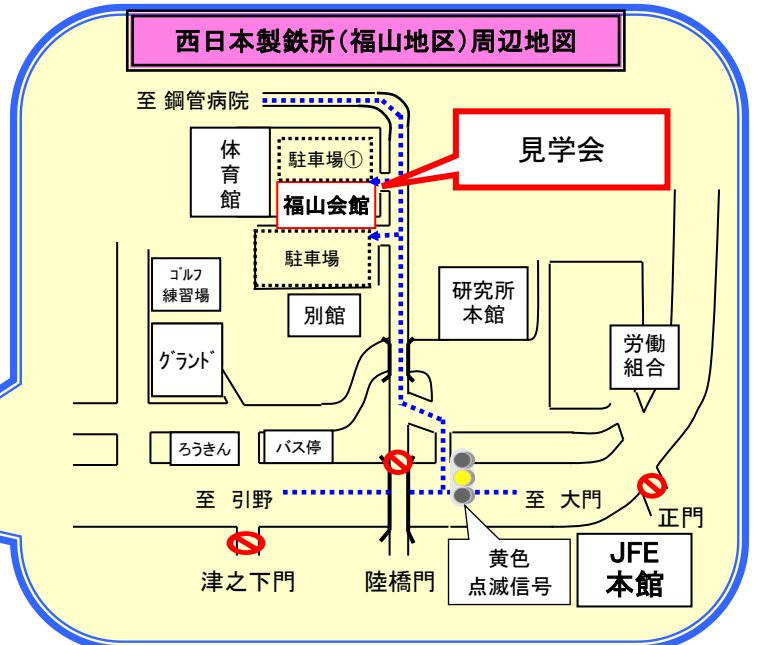 西日本製鉄所（福山地区）周辺地図
至 鋼管病院
体
育
館
駐車場①
見学会
福山会館
駐車場
ｺﾞﾙﾌ
練習場
別館
研究所
本館
ｸﾞﾗﾝﾄﾞ
労働
組合
ろうきん
バス停
至 引野
至 大門
正門
津之下門
陸橋門
黄色
点滅信号
JFE
本館